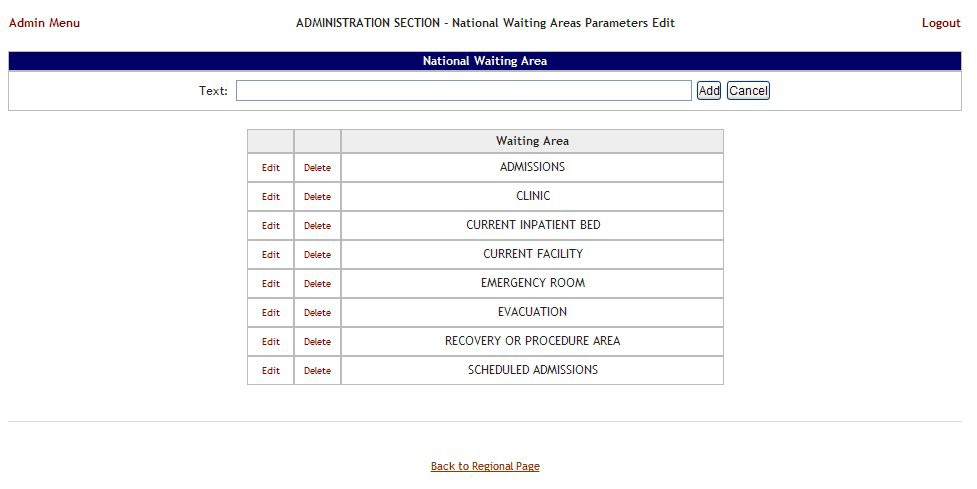 Admin Menu ADMINISTRATION SECTION - National Waiting Areas Parameters Edit Logout
National Waiting Area
Text: Add Cancel
Waiting Area
Edit Delete ADMISSIONS
Edit Delete CLINIC
Edit Delete CURRENT INPATIENT BED
Edit Delete CURRENT FACILITY
Edit Delete EMERGENCY ROOM
Edit Delete EVACUATION
Edit Delete RECOVERY OR PROCEDURE AREA
Edit Delete SCHEDULED ADMISSIONS
Back to Regional Page